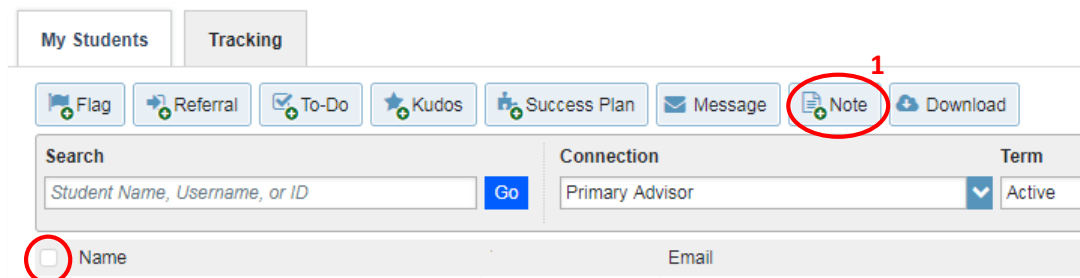 My Students Tracking
1
Flag Referral To-Do Kudos Success Plan Message Note Download
Search Connection Term
Student Name, Username, or ID Go Primary Advisor Active
Name Email